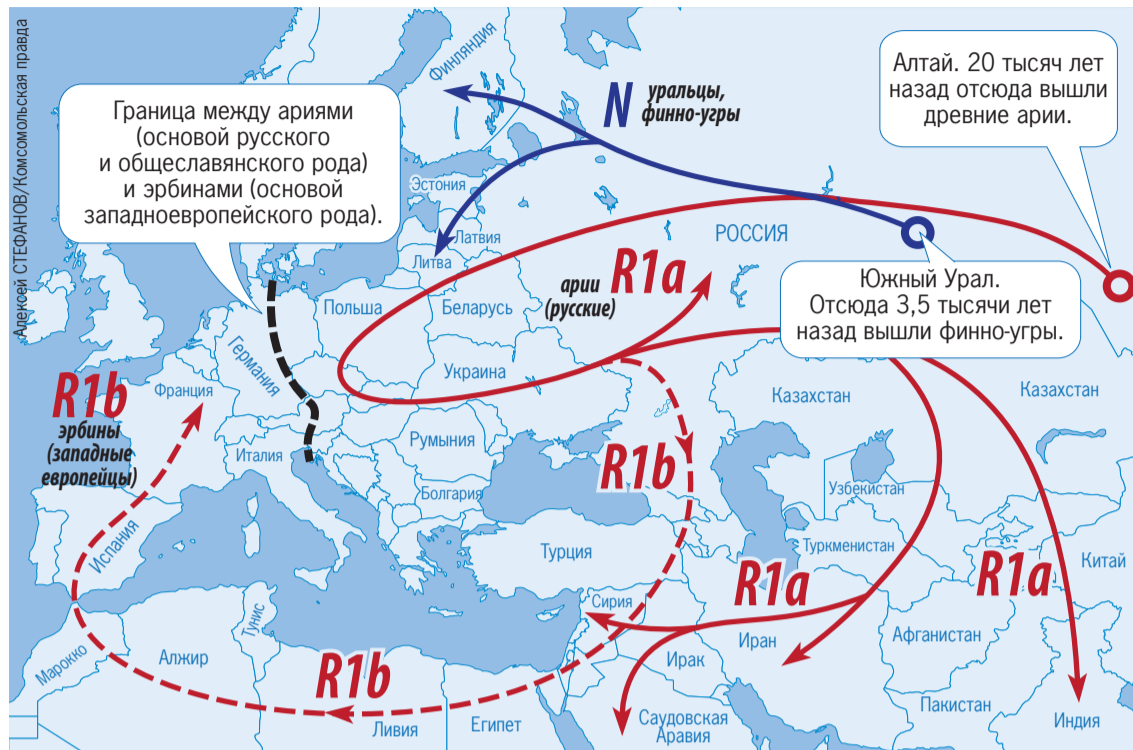 Алексей СТЕФАНОВ/Комсомольская правда
Граница между ариями
(основой русского
и общеславянского рода)
и эрбинами (основой
западноевропейского рода).
Финляндия
N уральцы,
финно-угры
Алтай. 20 тысяч лет
назад отсюда вышли
древние арии.
Эстония
Латвия
Литва
РОССИЯ
Южный Урал.
Отсюда 3,5 тысячи лет
назад вышли финно-угры.
арии R1a
(русские)
Польша
Беларусь
Германия
Украина
Франция
R1b
эрбины
(западные
европейцы)
Казахстан
Казахстан
Италия
Румыния
R1b
Болгария
Узбекистан
Испания
Турция
Туркменистан
Китай
R1a
R1a
Сирия
Тунис
Марокко
Алжир
Иран
Афганистан
Ирак
R1b
Ливия
Египет
Саудовская
Аравия
Пакистан
Индия